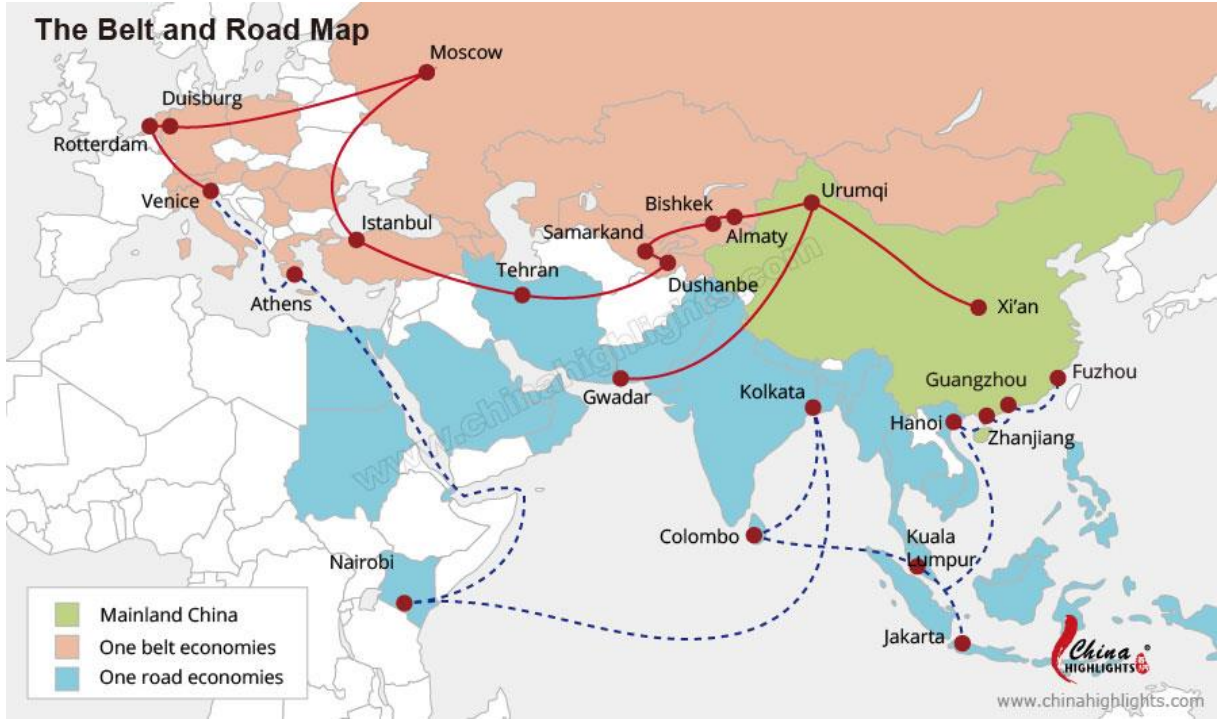 The Belt and Road Map
Moscow
Duisburg
Rotterdam
Venice
Istanbul
Athens
Tehran
Samarkand
Bishkek
Almaty
Dushanbe
Urumqi
Xi'an
Gwadar
Kolkata
Guangzhou
Fuzhou
Hanoi
Zhanjiang
Colombo
Kuala
Lumpur
Nairobi
Jakarta
Mainland China
One belt economies
One road economies
www.chinahighlights.com
China
HIGHLIGHTS
®
www.chinahighlights.com